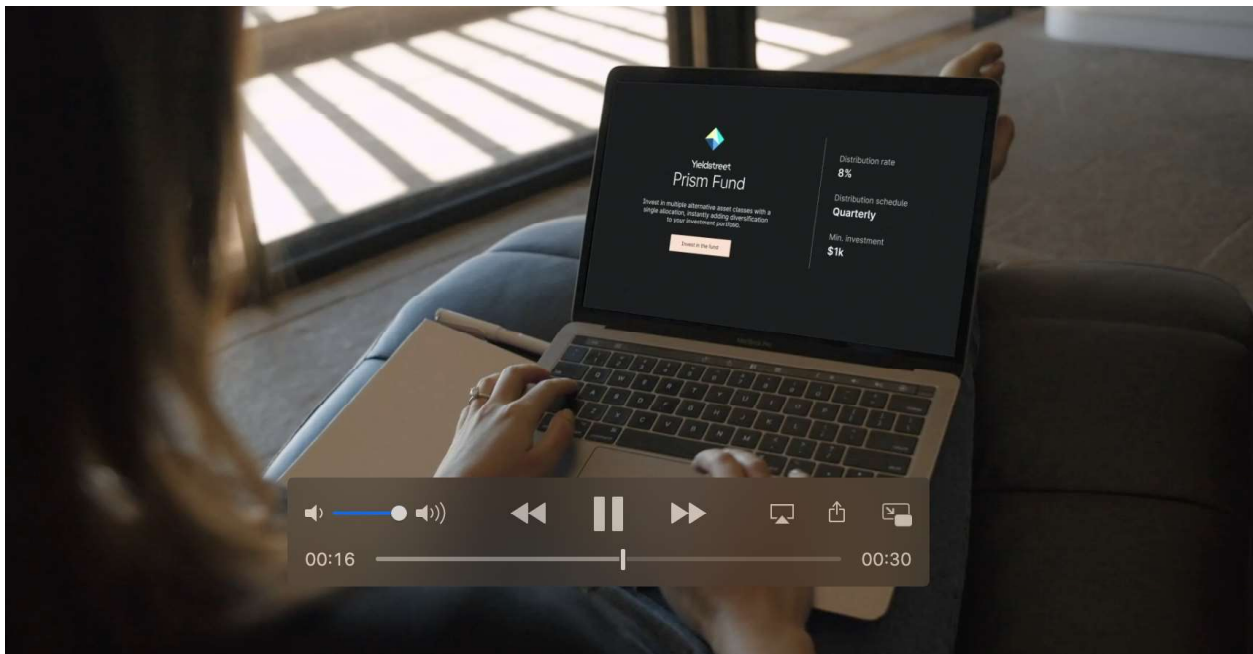 Yieldstreet
Prism Fund
Invest in multiple alternative asset classes with a
single allocation, instantly adding diversification
to your investment portfolio.
Invest in the fund
Distribution rate
8%
Distribution schedule
Quarterly
Min. investment
$1k
00:16
00:30